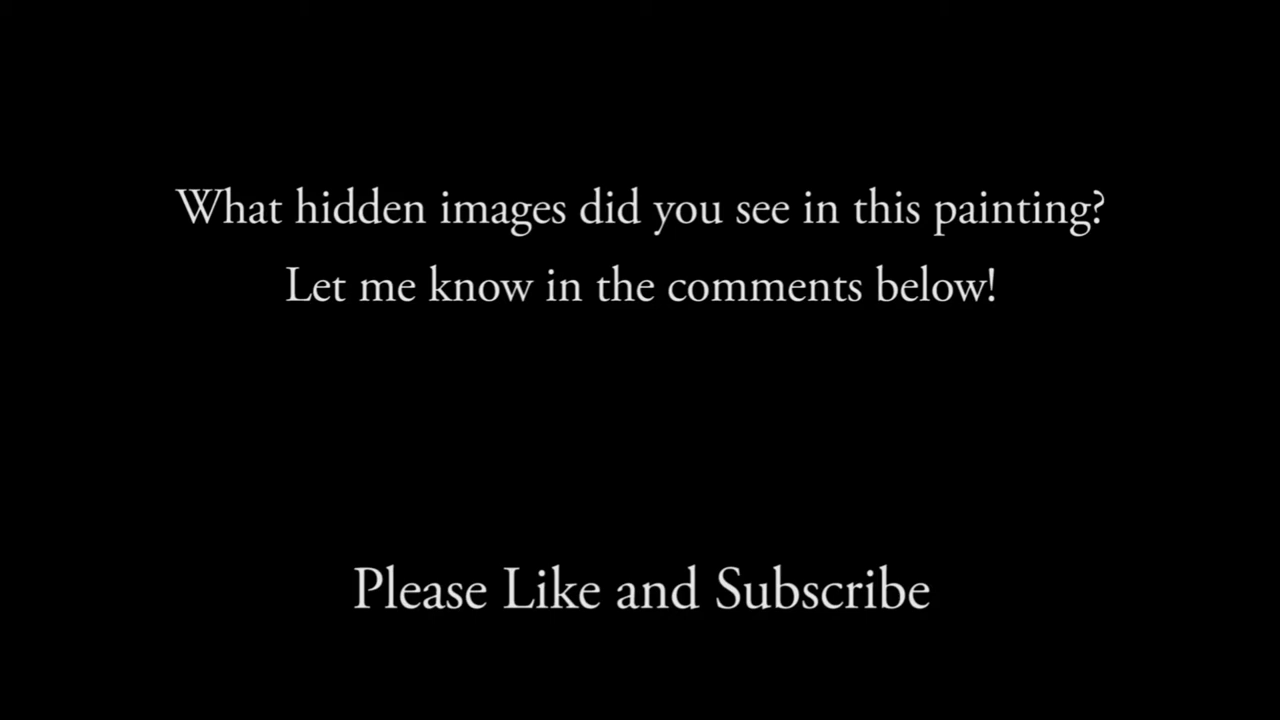 What hidden images did you see in this painting?
Let me know in the comments below!
Please Like and Subscribe